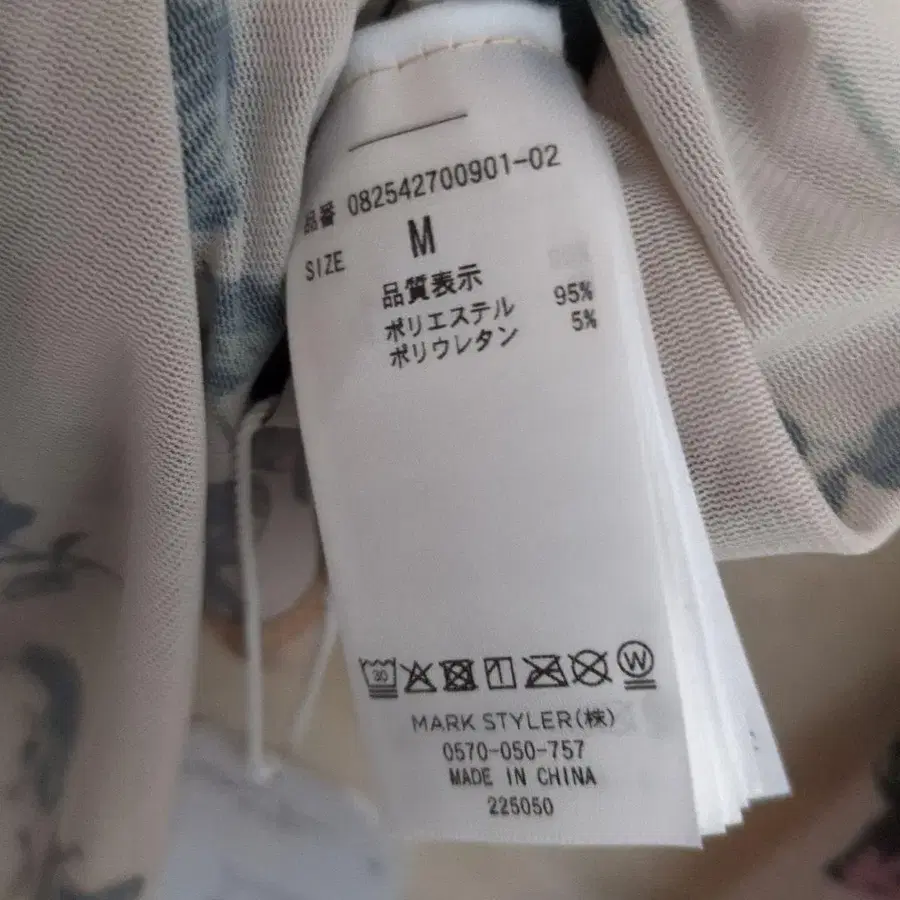 品番 082542700901-02
SIZE M
品質表示
ポリエステル 95%
ポリウレタン 5%
30
W
MARK STYLER(株)
0570-050-757
MADE IN CHINA
225050